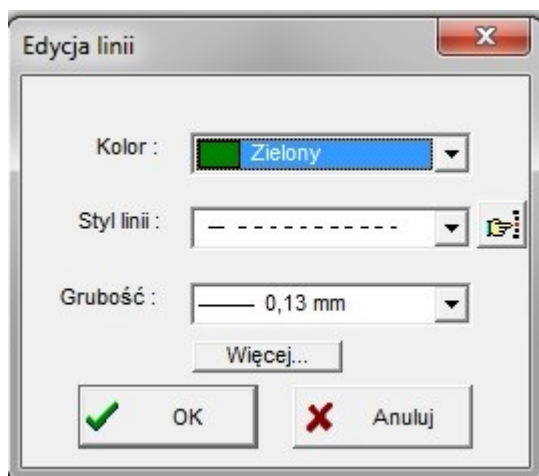 Edycja linii
Kolor : Zielony
Styl linii :
Grubość : 0,13 mm
Więcej...
OK Anuluj